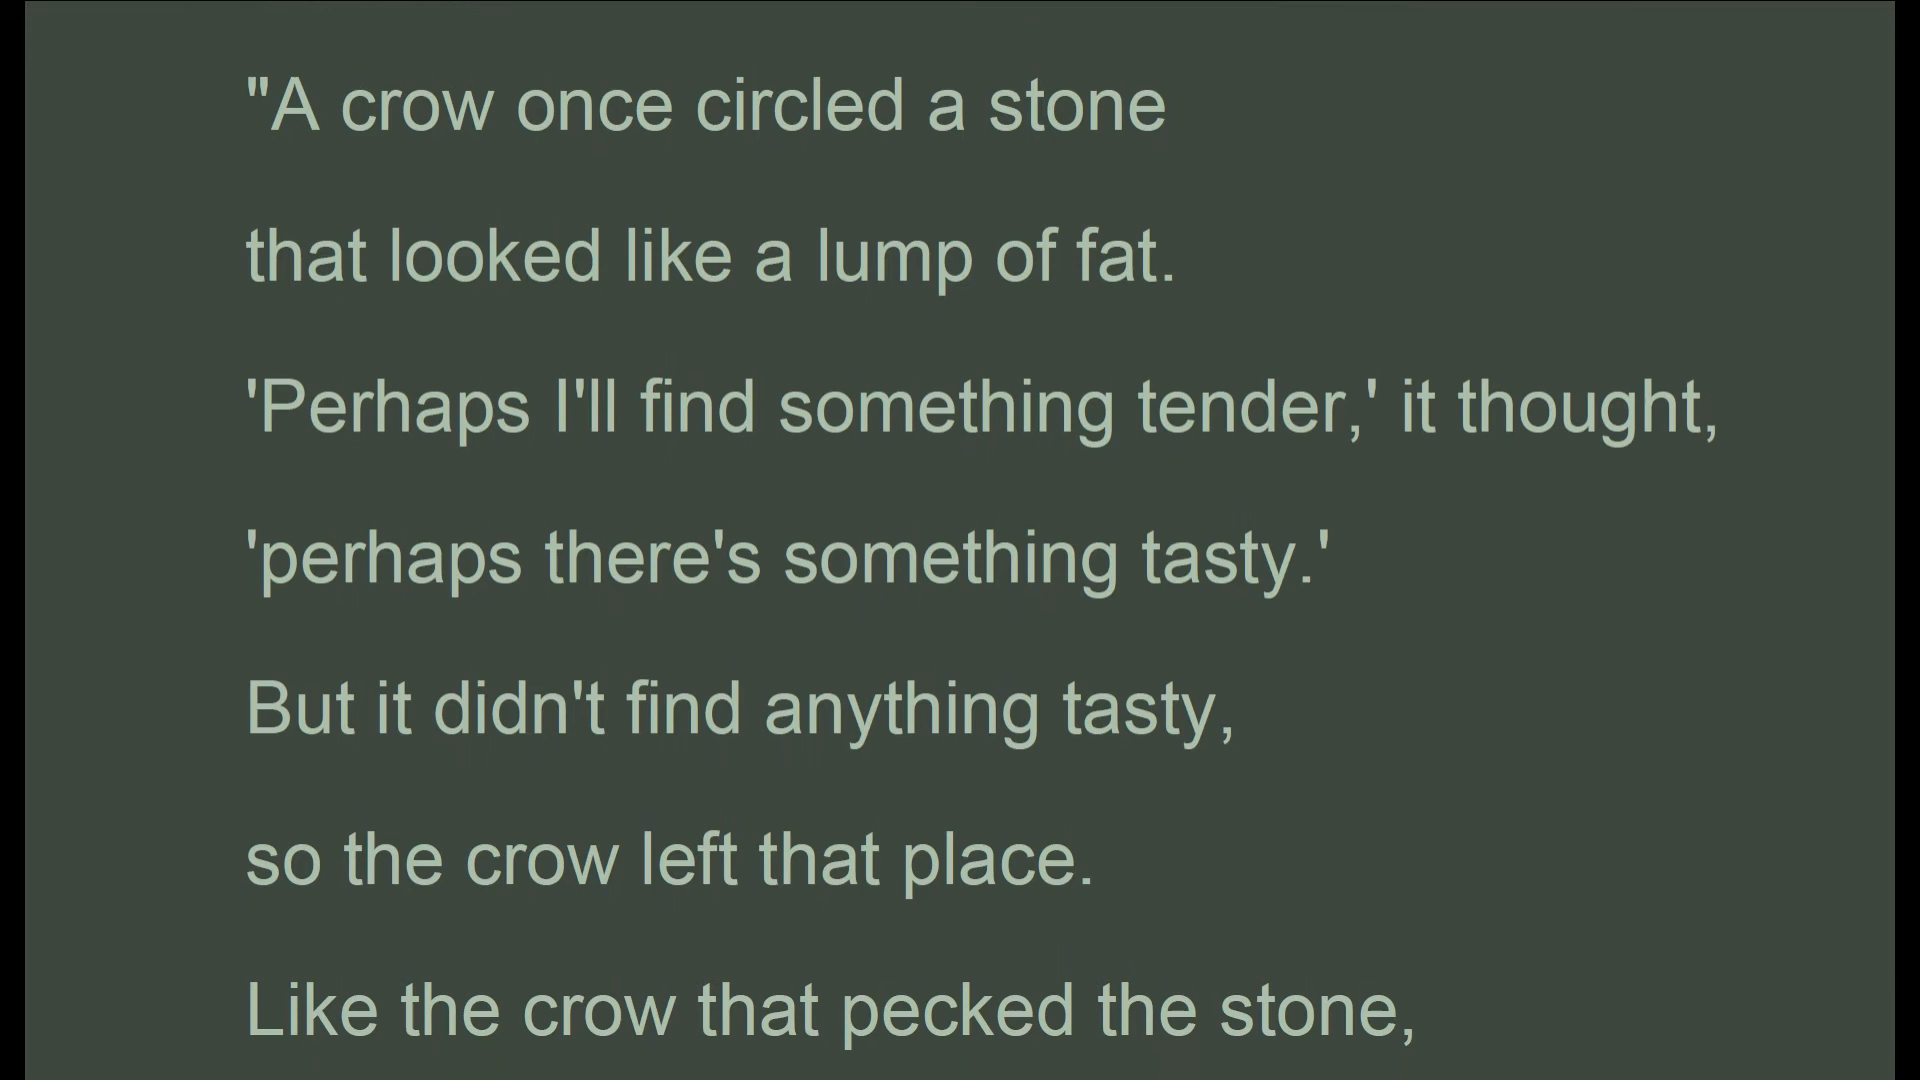 "A crow once circled a stone
that looked like a lump of fat.
'Perhaps I'll find something tender,' it thought,
'perhaps there's something tasty.'
But it didn't find anything tasty,
so the crow left that place.
Like the crow that pecked the stone,